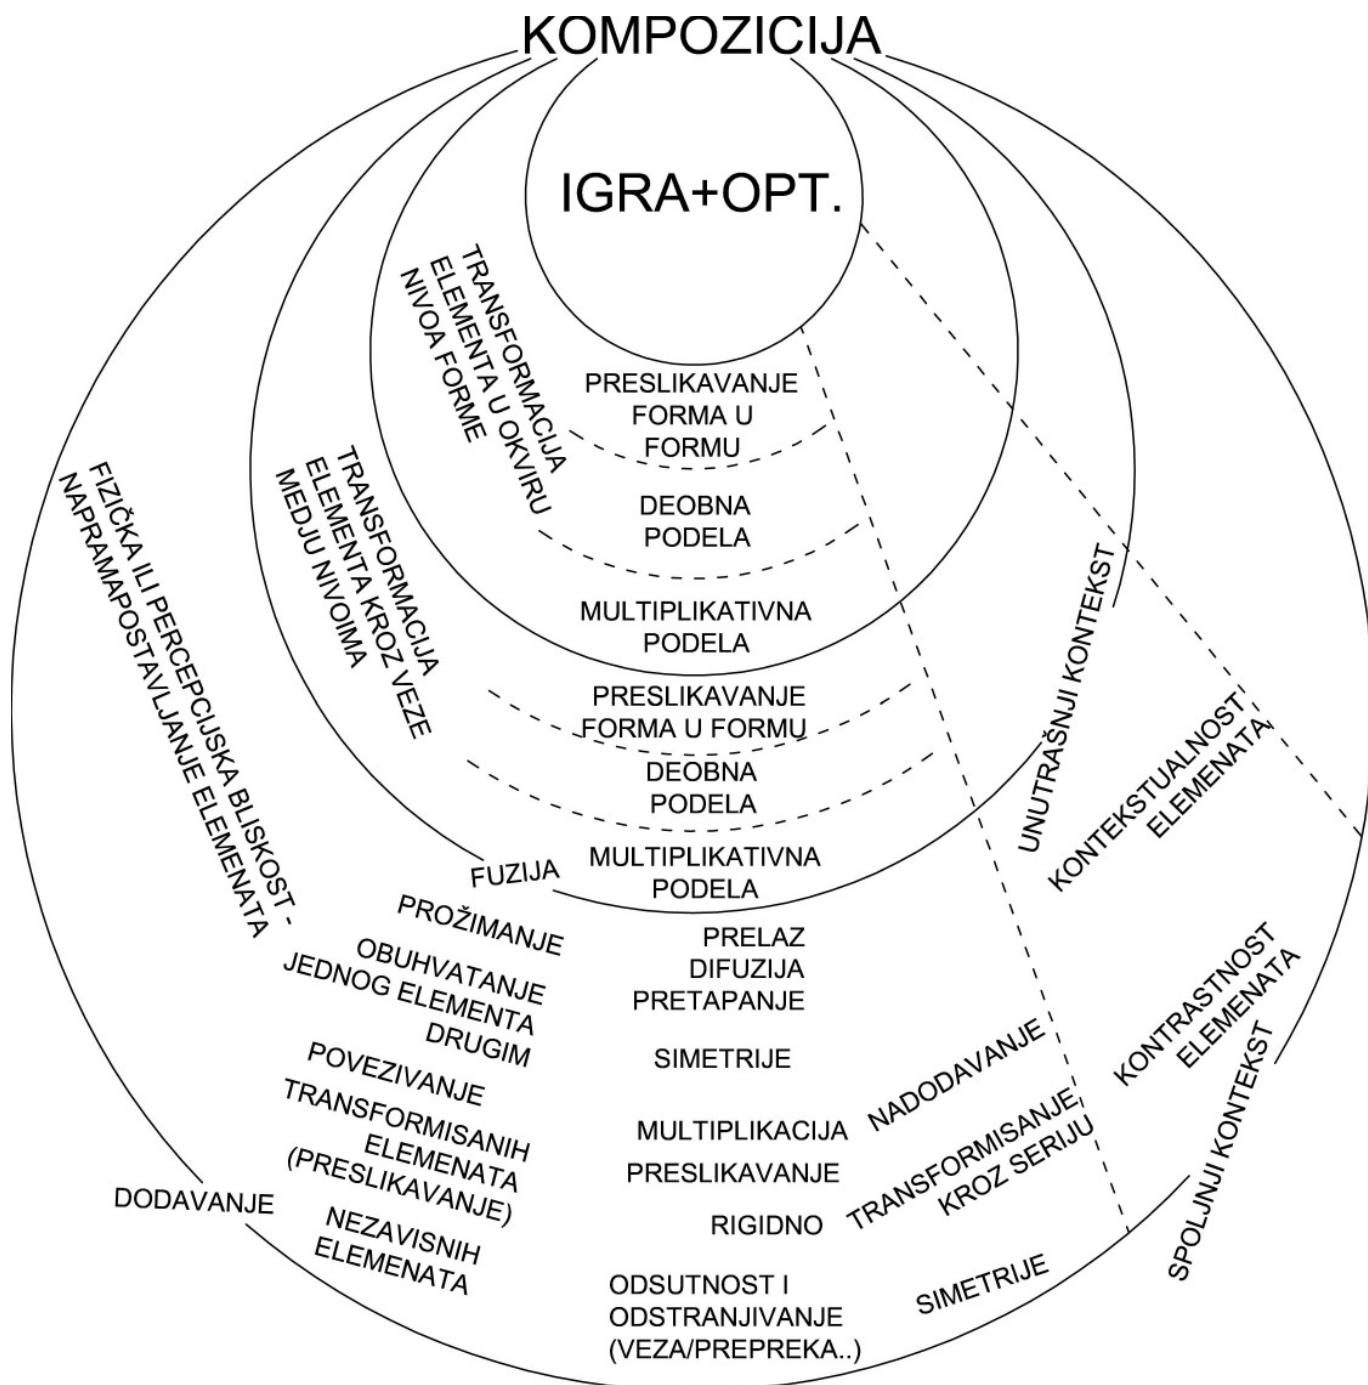 KOMPOZICIJA
IGRA+OPT.
TRANSFORMACIJA
ELEMENTA U OKVIRU
NIVOA FORME
PRESLIKAVANJE
FORMA U
FORMU
DEOBNA
PODELA
MULTIPLIKATIVNA
PODELA
TRANSFORMACIJA
ELEMENTA KROZ VEZE
MEDJU NIVOIMA
PRESLIKAVANJE
FORMA U FORMU
DEOBNA
PODELA
MULTIPLIKATIVNA
PODELA
FIZIČKA ILI PERCEPCIJSKA BLISKOST -
NAPRAMAPOSTAVLJANJE ELEMENATA
UNUTRAŠNJI KONTEKST
KONTEKSTUALNOST
ELEMENATA
FUZIJA
PROŽIMANJE
OBUHVATANJE
JEDNOG ELEMENTA
DRUGIM
PRELAZ
DIFUZIJA
PRETAPANJE
SIMETRIJE
KONTRASTNOST
ELEMENATA
SPOLJNJI KONTEKST
POVEZIVANJE
TRANSFORMISANIH
ELEMENATA
(PRESLIKAVANJE)
MULTIPLIKACIJA
NADODAVANJE
PRESLIKAVANJE
RIGIDNO
TRANSFORMISANJE
KROZ SERIJU
DODAVANJE
NEZAVISNIH
ELEMENATA
ODSUTNOST I
ODSTRANJIVANJE
(VEZA/PREPREKA..)
SIMETRIJE